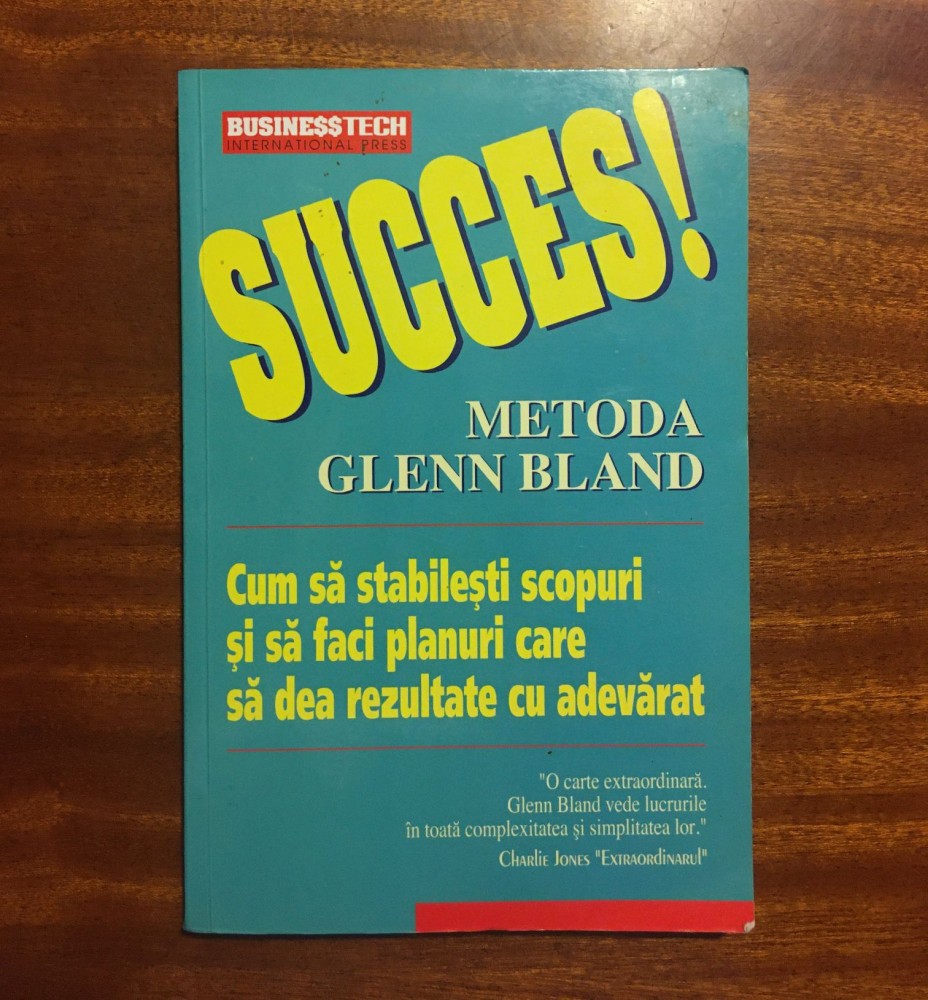 BUSINE$$TECH
INTERNATIONAL PRESS
SUCCES!
METODA
GLENN BLAND
Cum să stabilești scopuri
și să faci planuri care
să dea rezultate cu adevărat
"O carte extraordinară.
Glenn Bland vede lucrurile
în toată complexitatea și simplitatea lor."
Charlie Jones "Extraordinarul"